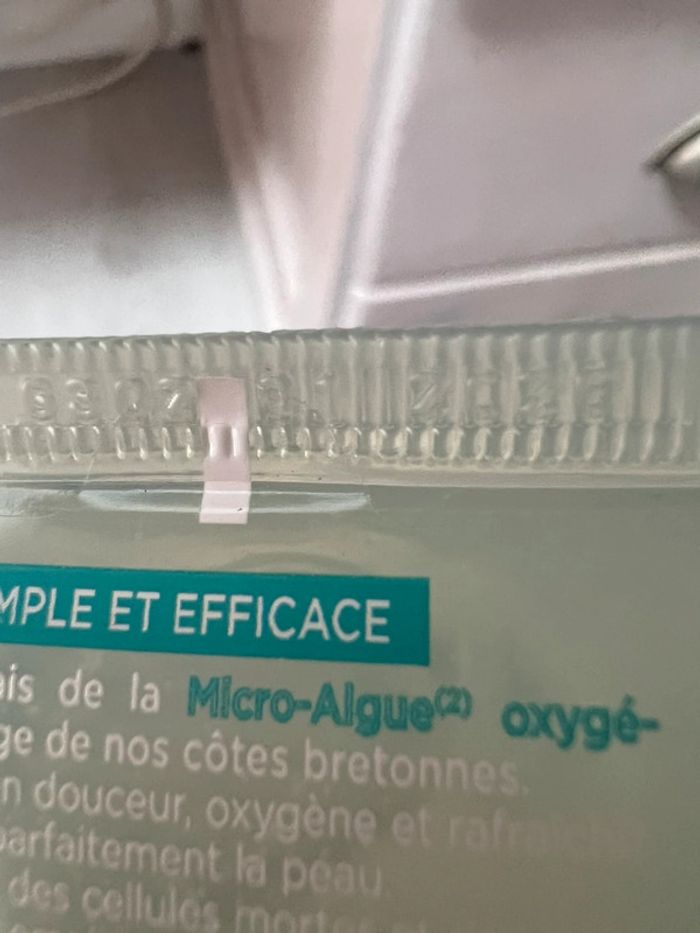 MPLE ET EFFICACE
ais de la Micro-Algue(2) oxygé-
ge de nos côtes bretonnes.
n douceur, oxygène et
parfaitement la peau.
des cellules